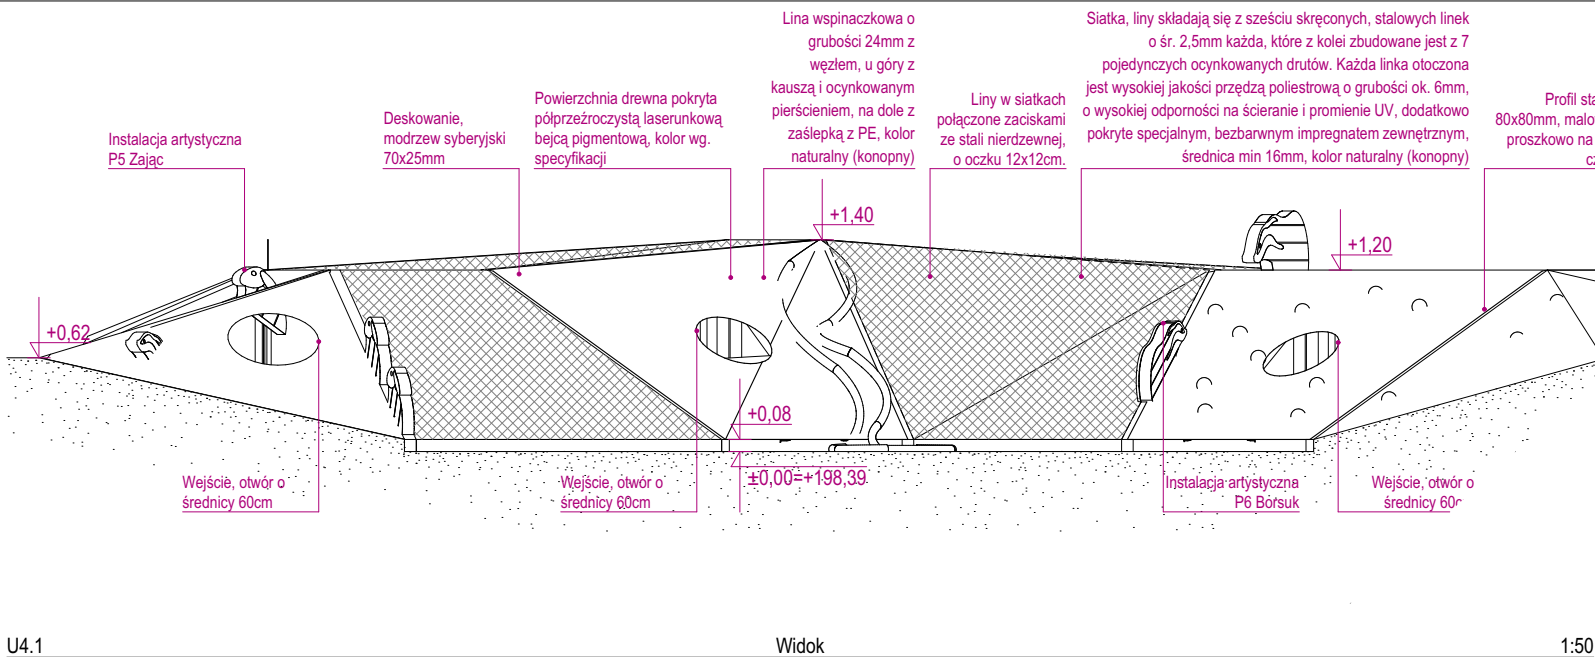 Instalacja artystyczna
P5 Zając
Deskowanie,
modrzew syberyjski
70x25mm
Powierzchnia drewna pokryta
półprzeźroczystą laserunkową
bejcą pigmentową, kolor wg.
specyfikacji
Lina wspinaczkowa o
grubości 24mm z
węzłem, u góry z
kauszą i ocynkowanym
pierścieniem, na dole z
zaślepką z PE, kolor
naturalny (konopny)
Liny w siatkach
połączone zaciskami
ze stali nierdzewnej,
o oczku 12x12cm.
Siatka, liny składają się z sześciu skręconych, stalowych linek
o śr. 2,5mm każda, które z kolei zbudowane jest z 7
pojedynczych ocynkowanych drutów. Każda linka otoczona
jest wysokiej jakości przędzą poliestrową o grubości ok. 6mm,
o wysokiej odporności na ścieranie i promienie UV, dodatkowo
pokryte specjalnym, bezbarwnym impregnatem zewnętrznym,
średnica min 16mm, kolor naturalny (konopny)
Profil sta
80x80mm, malo
proszkowo na
cz
+1,40
+1,20
+0,62
+0,08
±0,00=+198,39
Wejście, otwór o
średnicy 60cm
Wejście, otwór o
średnicy 60cm
Instalacja artystyczna
P6 Borsuk
Wejście, otwór o
średnicy 60c
U4.1
Widok
1:50